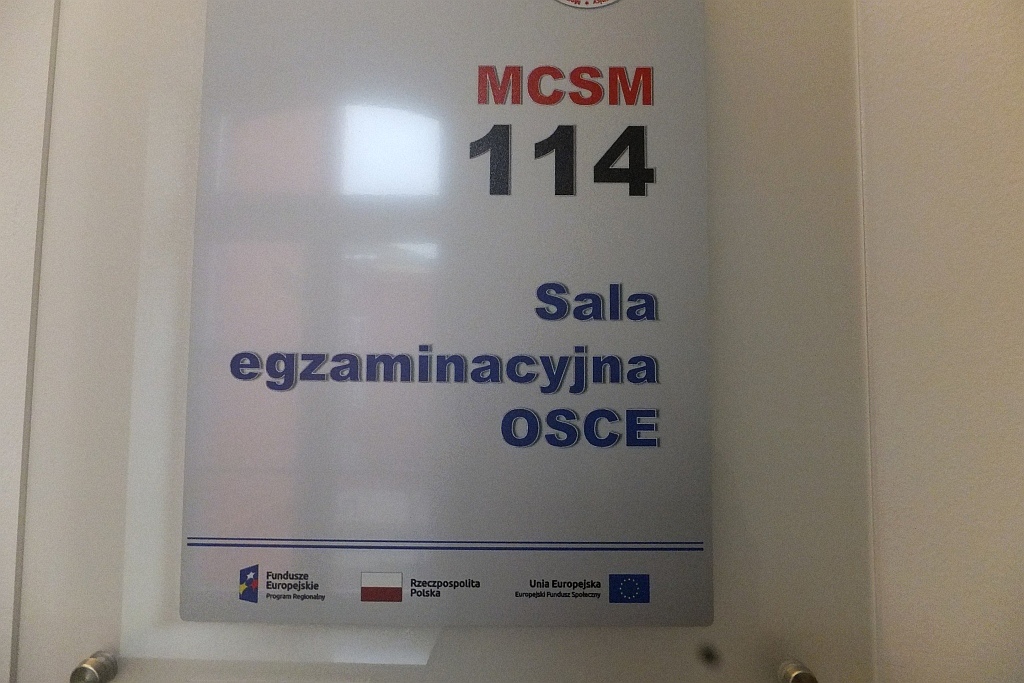 MCSM
114
Sala
egzaminacyjna
OSCE
Fundusze
Europejskie
Program Regionalny
Rzeczpospolita
Polska
Unia Europejska
Europejski Fundusz Społeczny